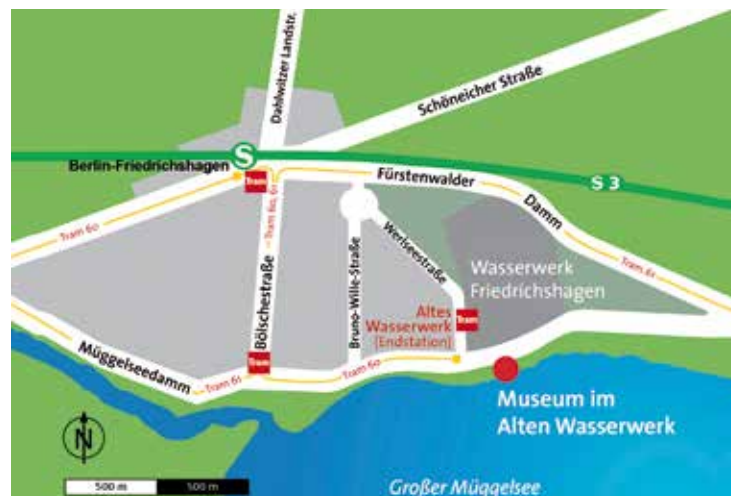 Dahlwitzer Landstr.
Schöneicher Straße
Berlin-Friedrichshagen
S
S 3
Tram
Fürstenwalder
Damm
Tram 60
Tram 60, 61
Tram 61
Werlseestraße
Bruno-Wille-Straße
Bölschestraße
Wasserwerk
Friedrichshagen
Altes
Wasserwerk
(Endstation)
Tram
Tram
Müggelseedamm
Tram 61
Tram 60
Museum im
Alten Wasserwerk
N
500 m
500 m
Großer Müggelsee